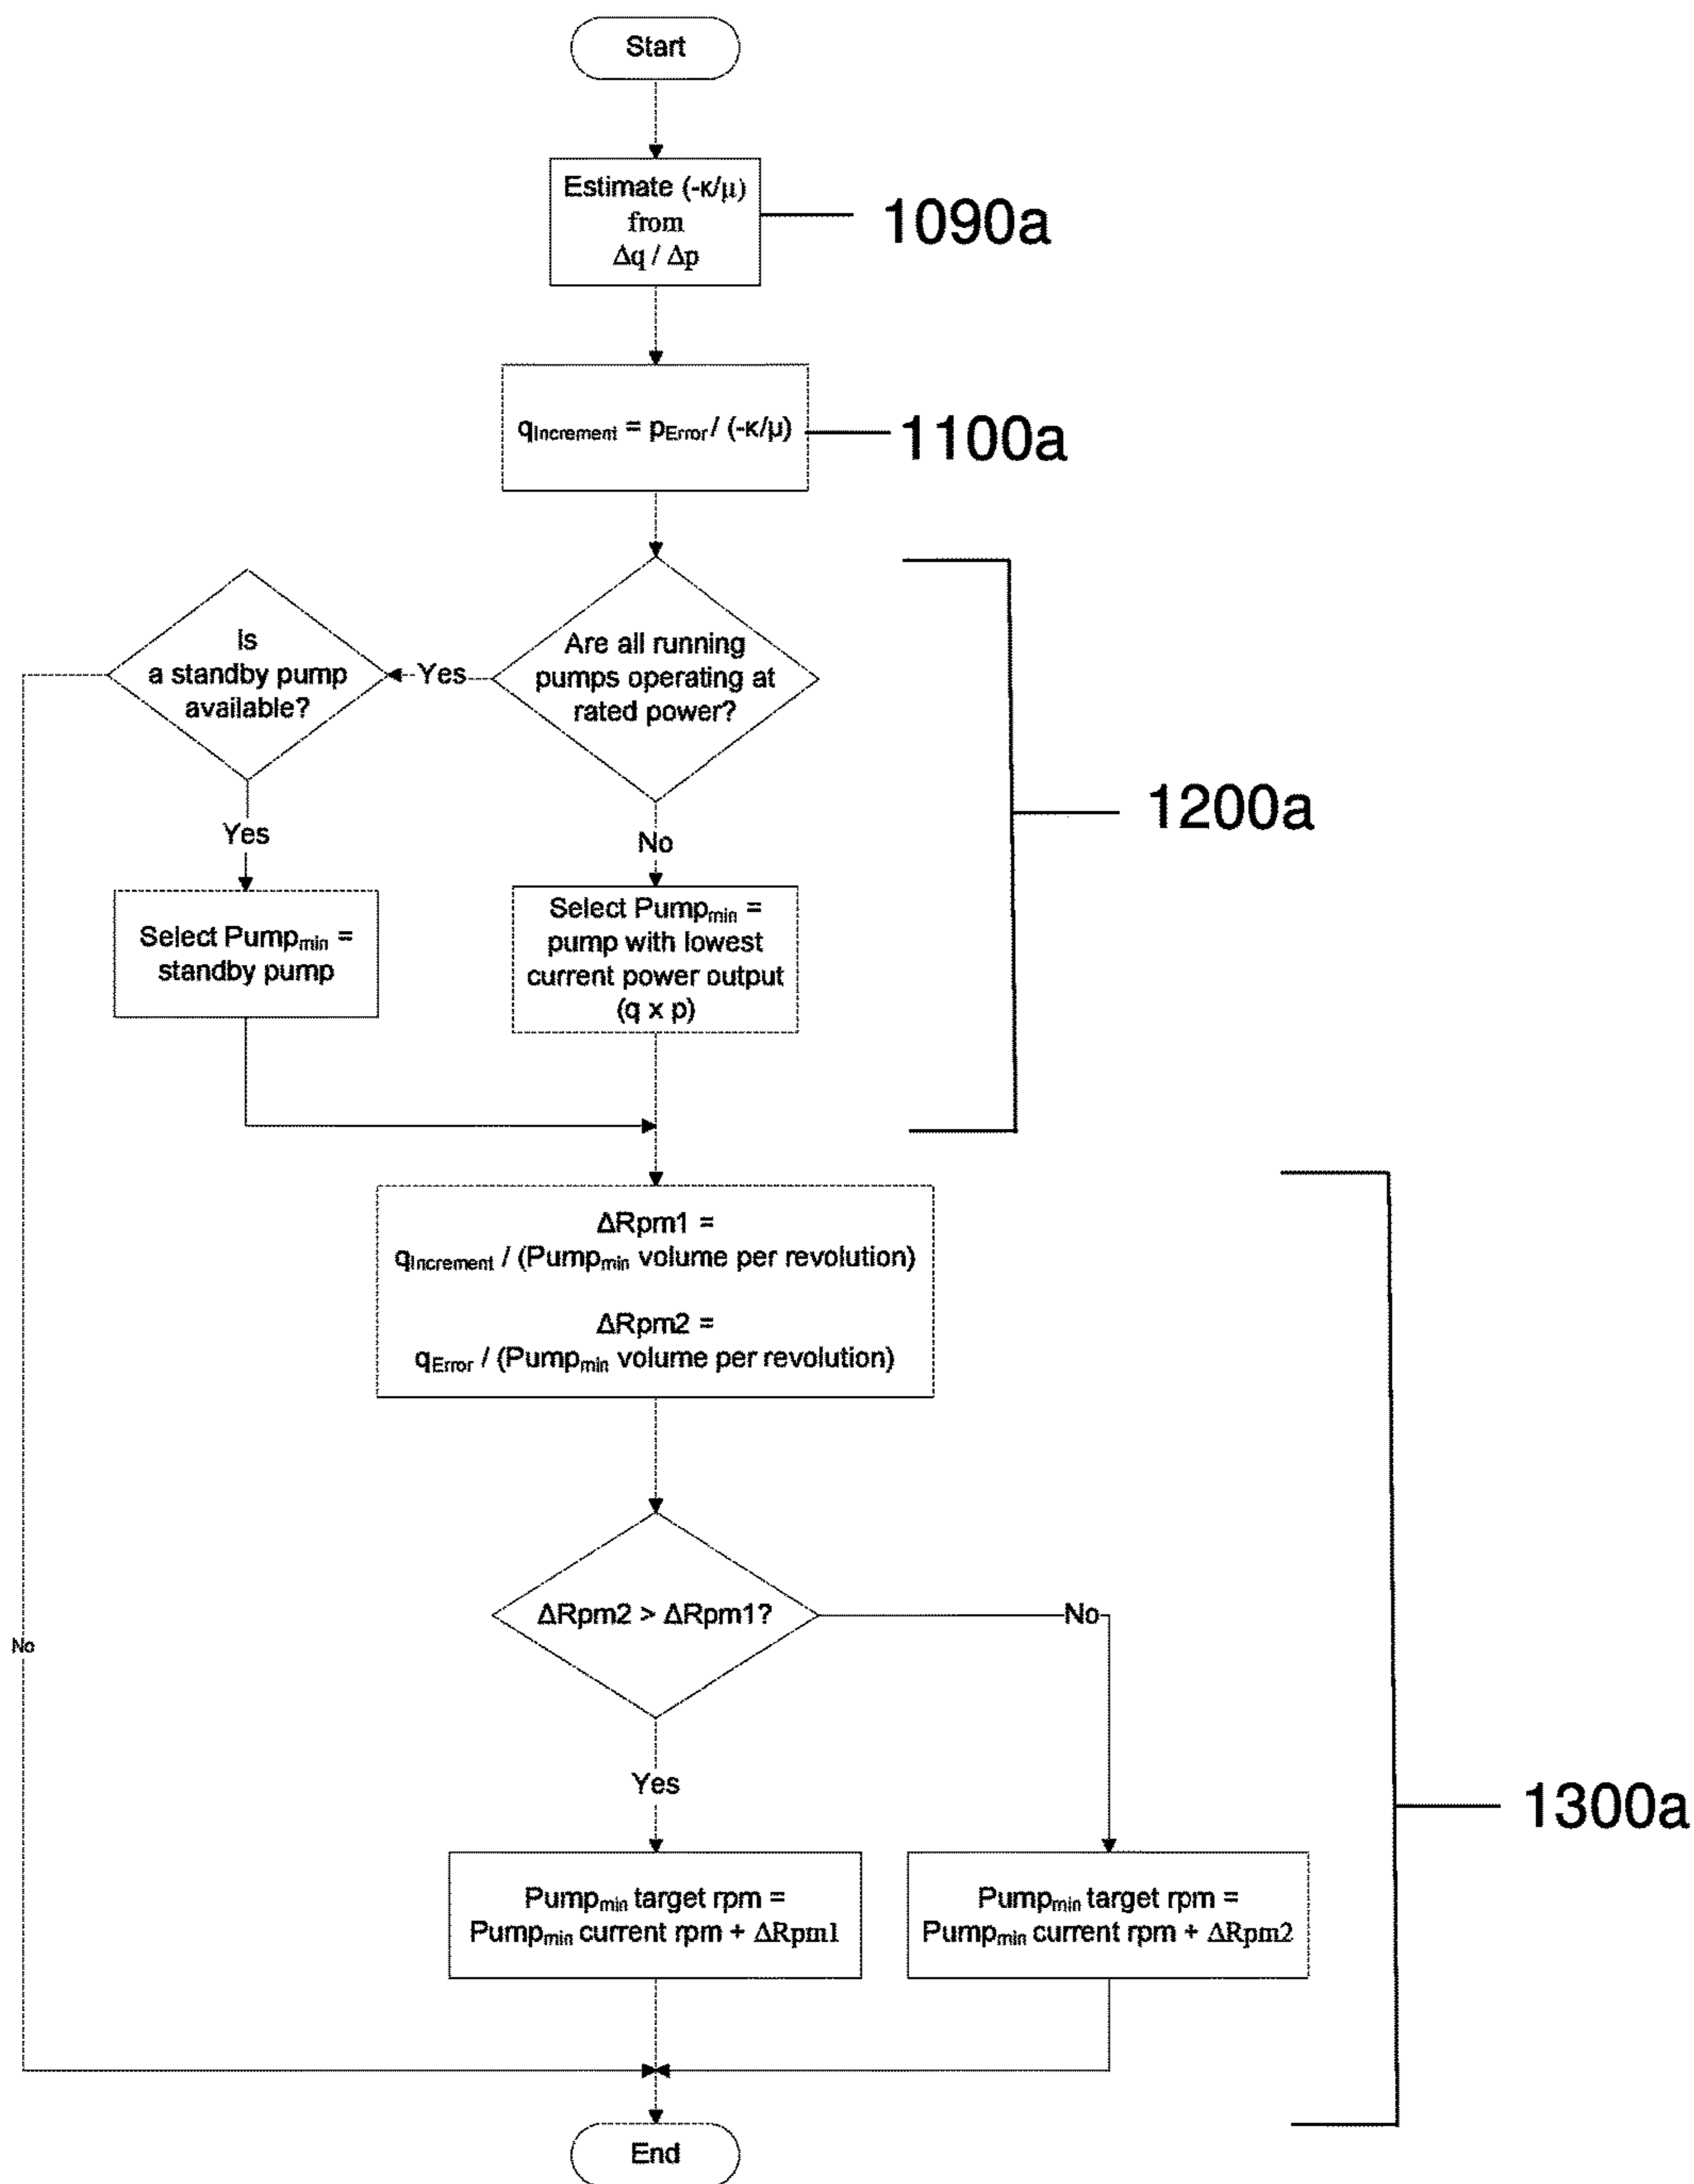 Start
Estimate (-κ/μ)
from
Δq / Δp
1090a
qIncrement = pError / (-κ/μ)
1100a
Is
a standby pump
available?
Yes
Are all running
pumps operating at
rated power?
1200a
Yes
No
Select Pumpmin =
standby pump
Select Pumpmin =
pump with lowest
current power output
(q x p)
ΔRpm1 =
qIncrement / (Pumpmin volume per revolution)
ΔRpm2 =
qError / (Pumpmin volume per revolution)
ΔRpm2 > ΔRpm1?
No
No
Yes
1300a
Pumpmin target rpm =
Pumpmin current rpm + ΔRpm1
Pumpmin target rpm =
Pumpmin current rpm + ΔRpm2
End